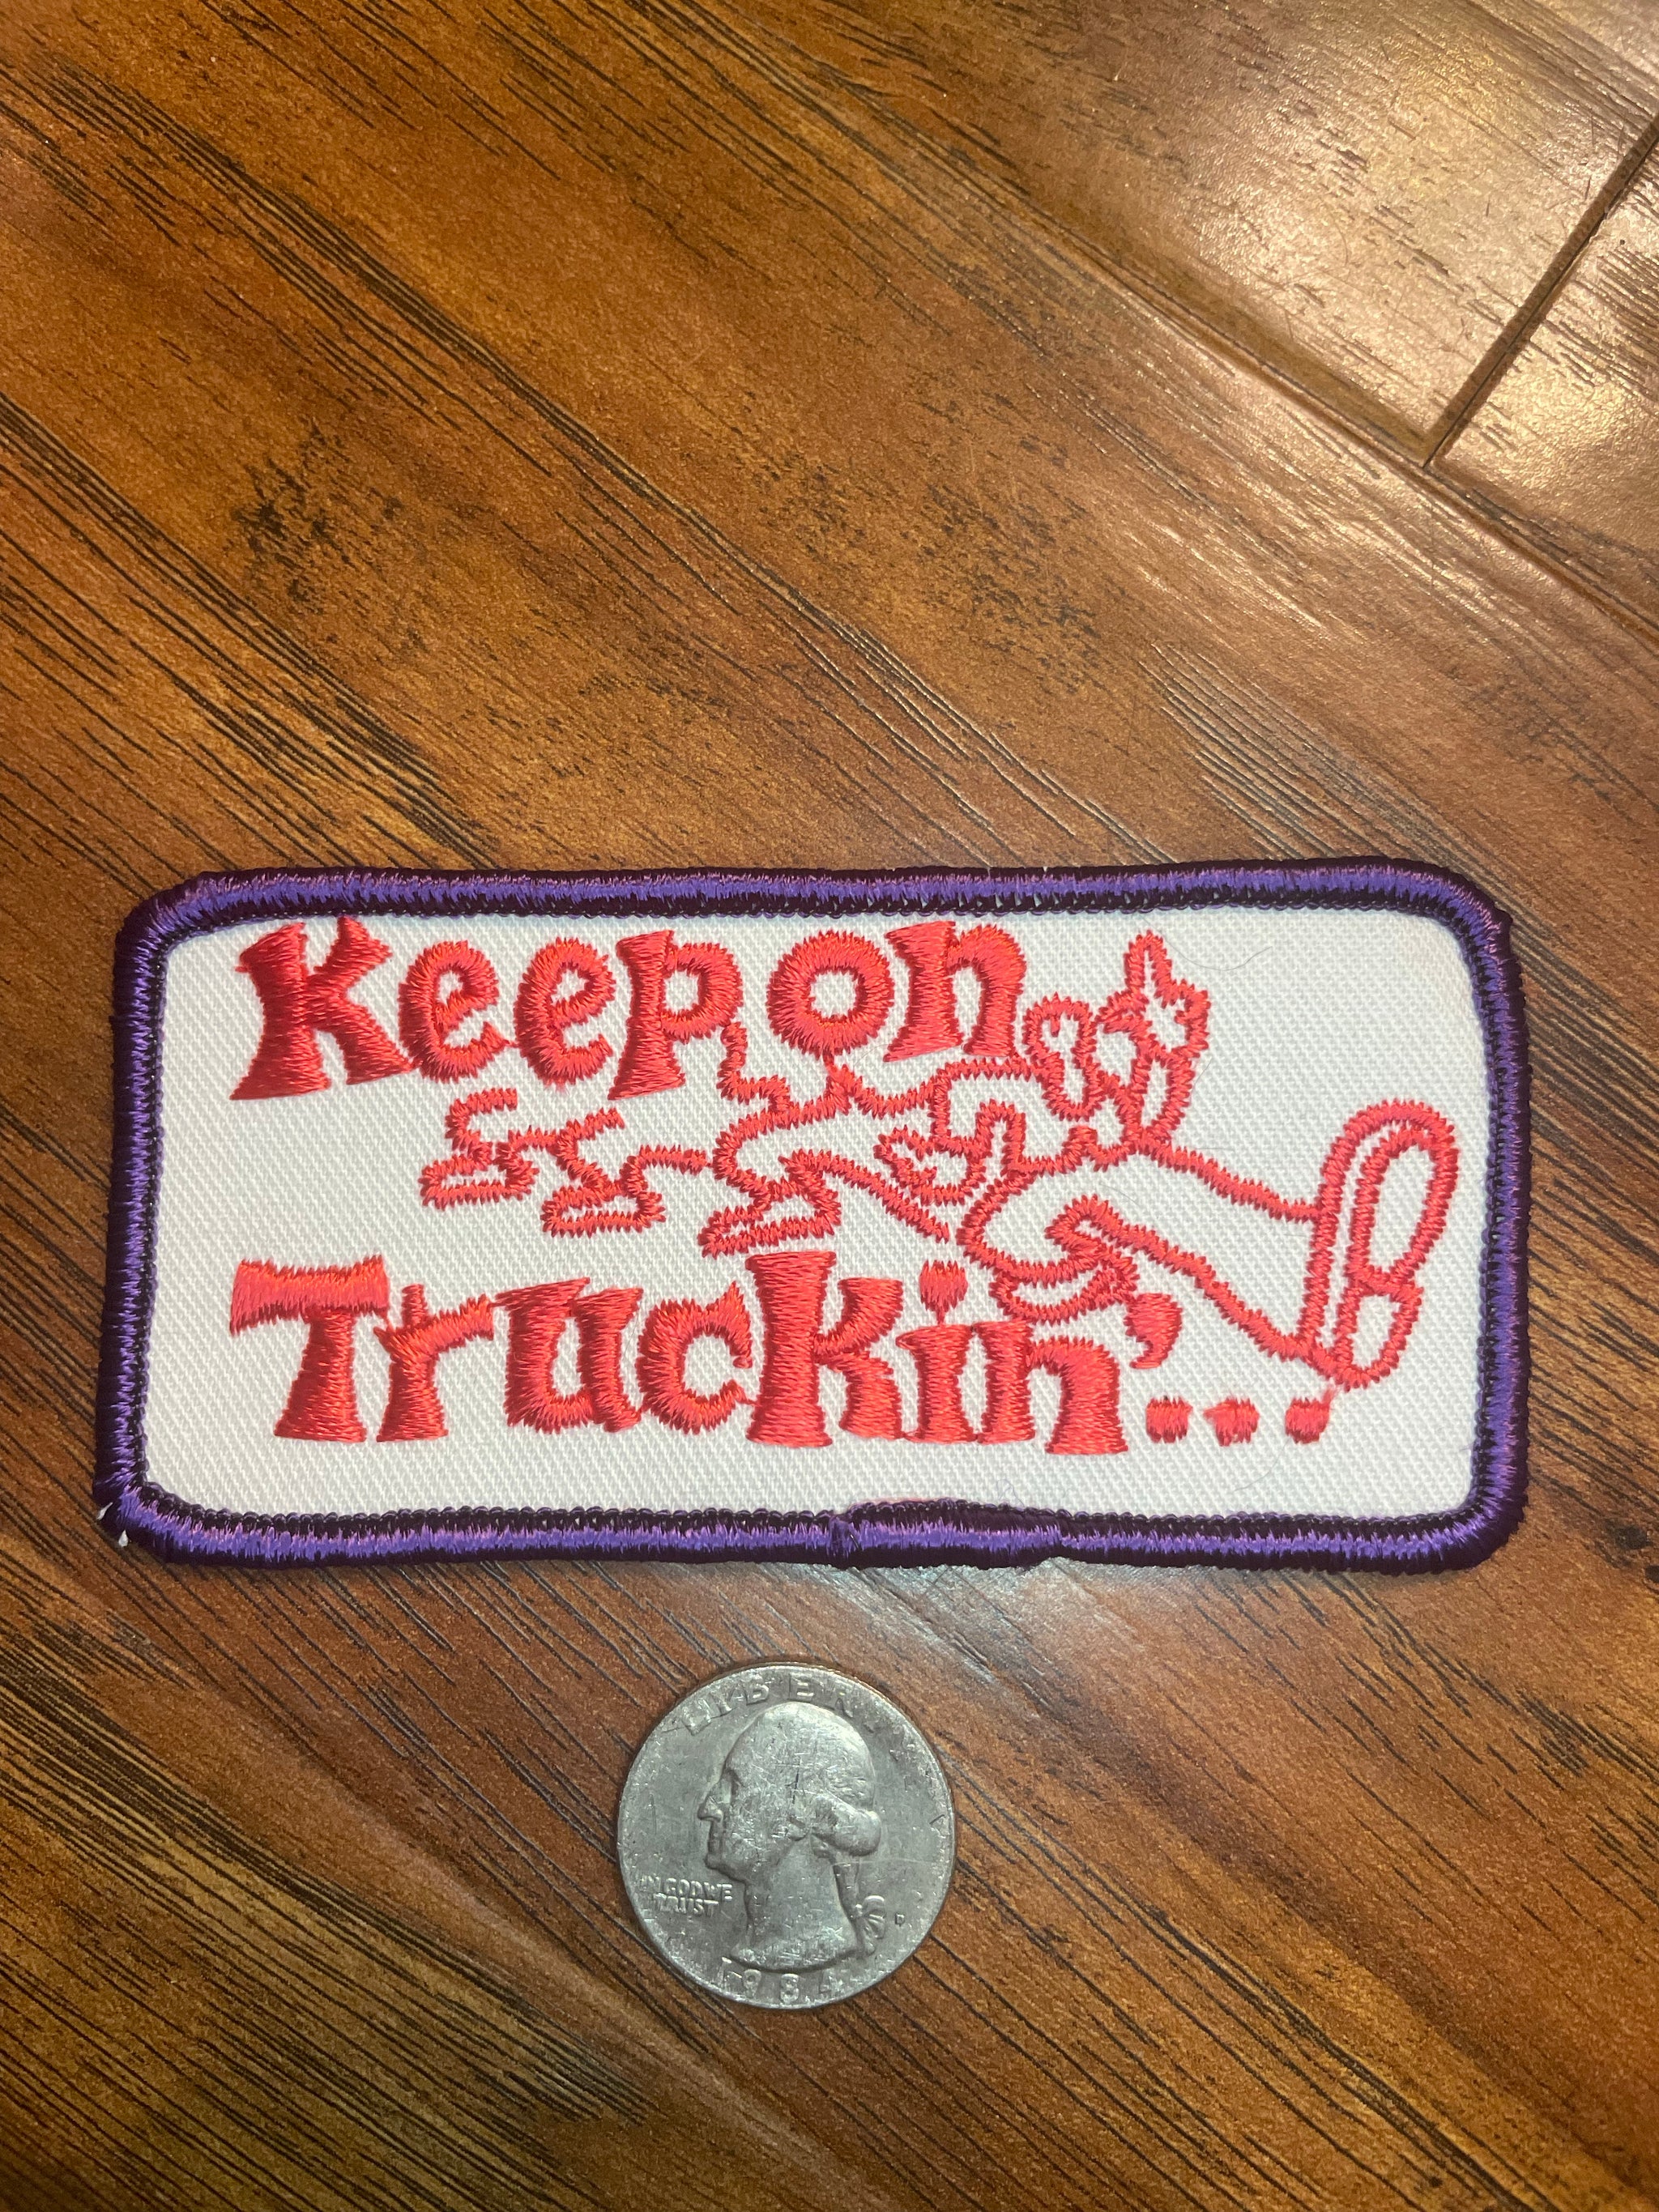 Keep on
Truckin'...
LIBERTY
IN GOD WE
TRUST
D
1984